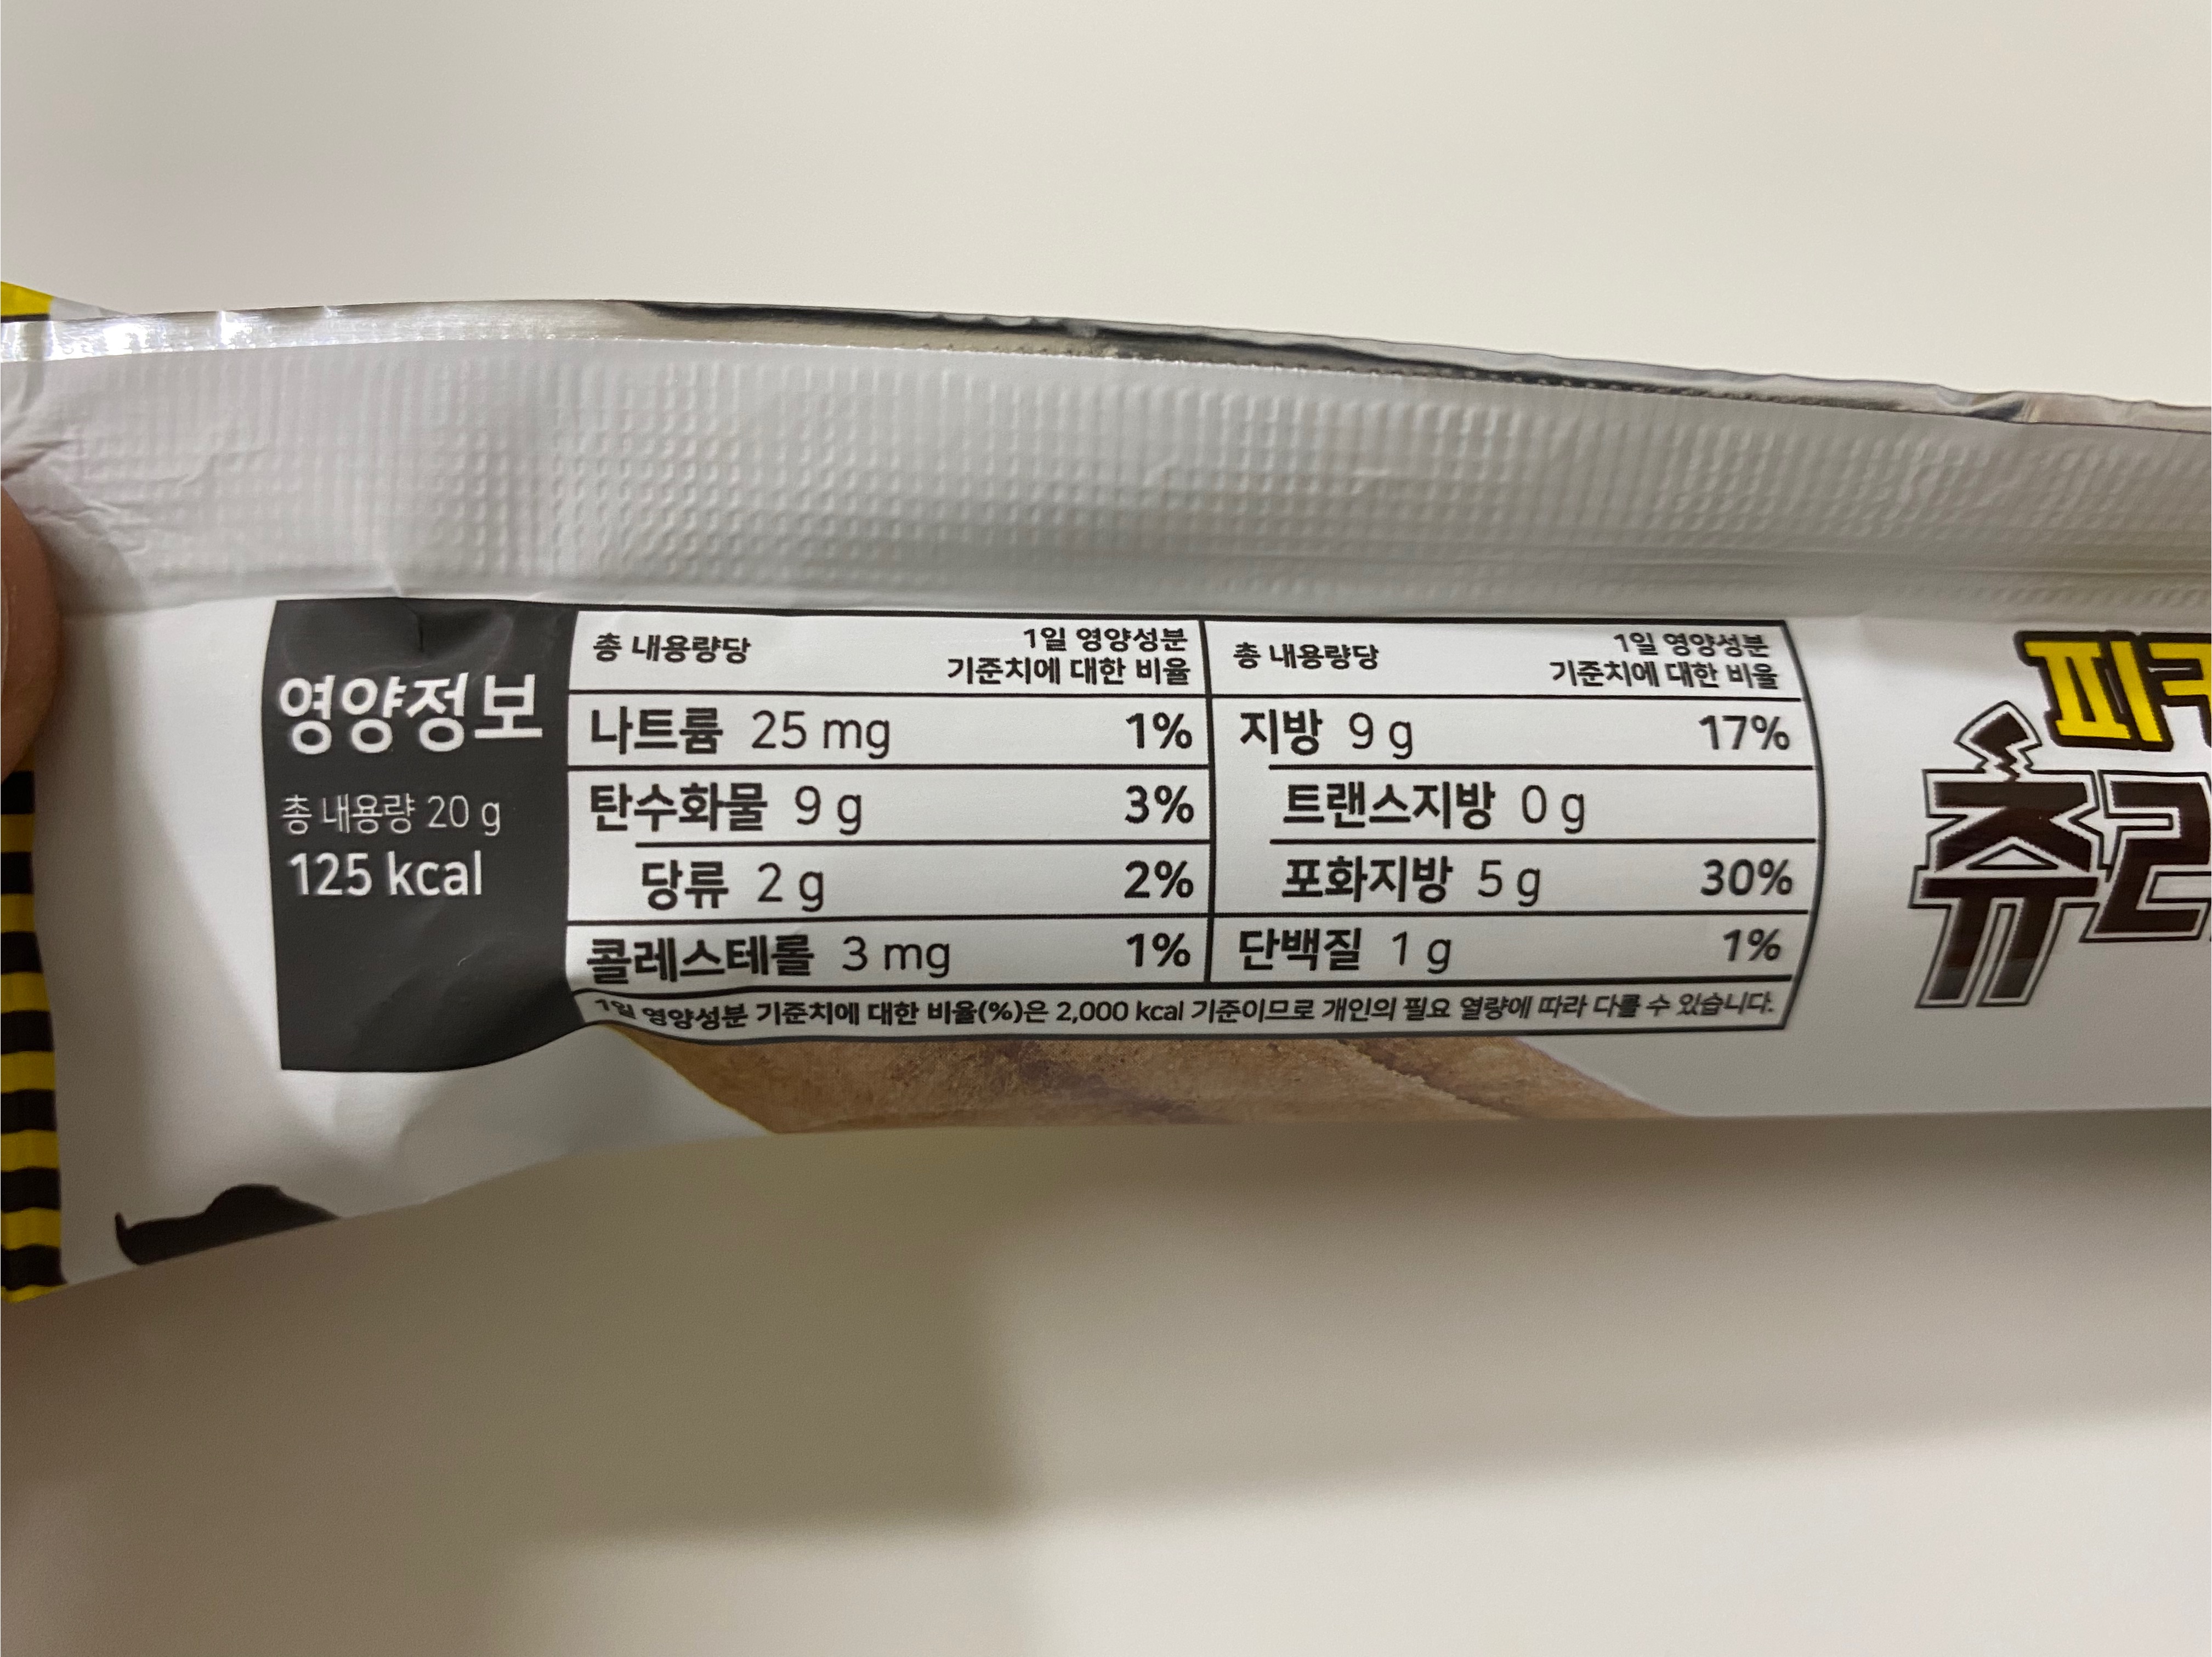 영양정보
총 내용량 20 g
125 kcal
총 내용량당 1일 영양성분 기준치에 대한 비율
나트륨 25 mg 1%
탄수화물 9 g 3%
당류 2 g 2%
콜레스테롤 3 mg 1%
총 내용량당 1일 영양성분 기준치에 대한 비율
지방 9 g 17%
트랜스지방 0 g
포화지방 5 g 30%
단백질 1 g 1%
1일 영양성분 기준치에 대한 비율(%)은 2,000 kcal 기준이므로 개인의 필요 열량에 따라 다를 수 있습니다.
피
츄